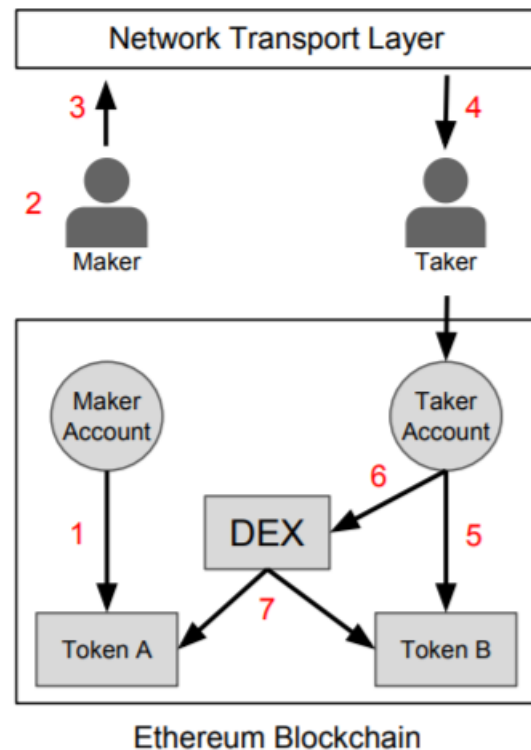 Network Transport Layer
3
4
2
Maker
Taker
Maker
Account
Taker
Account
6
1
DEX
5
7
Token A
Token B
Ethereum Blockchain